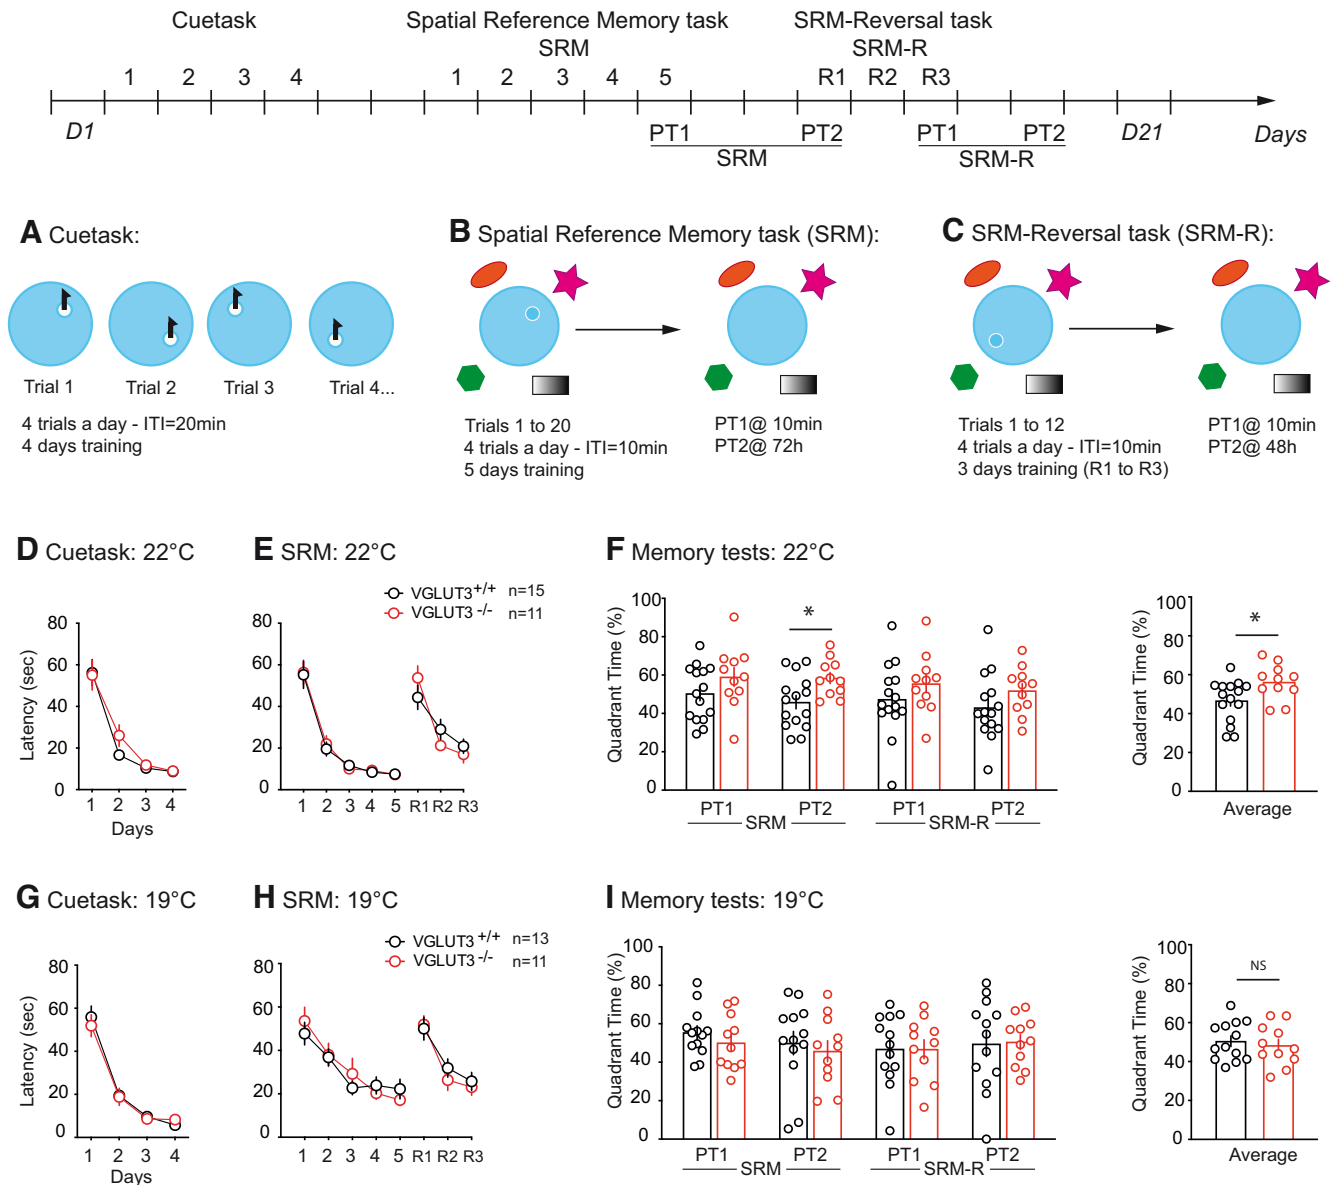 Cuetask
Spatial Reference Memory task
SRM
SRM-Reversal task
SRM-R
1 2 3 4 1 2 3 4 5 R1 R2 R3
D1 PT1 PT2 PT1 PT2 D21 Days
SRM SRM-R
A Cuetask:
Trial 1 Trial 2 Trial 3 Trial 4...
4 trials a day - ITI=20min
4 days training
B Spatial Reference Memory task (SRM):
Trials 1 to 20
4 trials a day - ITI=10min
5 days training
PT1@ 10min
PT2@ 72h
C SRM-Reversal task (SRM-R):
Trials 1 to 12
4 trials a day - ITI=10min
3 days training (R1 to R3)
PT1@ 10min
PT2@ 48h
D Cuetask: 22°C
Latency (sec)
80
60
40
20
0
1 2 3 4
Days
E SRM: 22°C
VGLUT3+/+ n=15
VGLUT3-/- n=11
80
60
40
20
0
1 2 3 4 5 R1 R2 R3
F Memory tests: 22°C
Quadrant Time (%)
100
80
60
40
20
0
*
PT1 PT2 PT1 PT2
SRM SRM-R
Quadrant Time (%)
100
80
60
40
20
0
*
Average
G Cuetask: 19°C
Latency (sec)
80
60
40
20
0
1 2 3 4
Days
H SRM: 19°C
VGLUT3+/+ n=13
VGLUT3-/- n=11
80
60
40
20
0
1 2 3 4 5 R1 R2 R3
I Memory tests: 19°C
Quadrant Time (%)
100
80
60
40
20
0
PT1 PT2 PT1 PT2
SRM SRM-R
Quadrant Time (%)
100
80
60
40
20
0
NS
Average